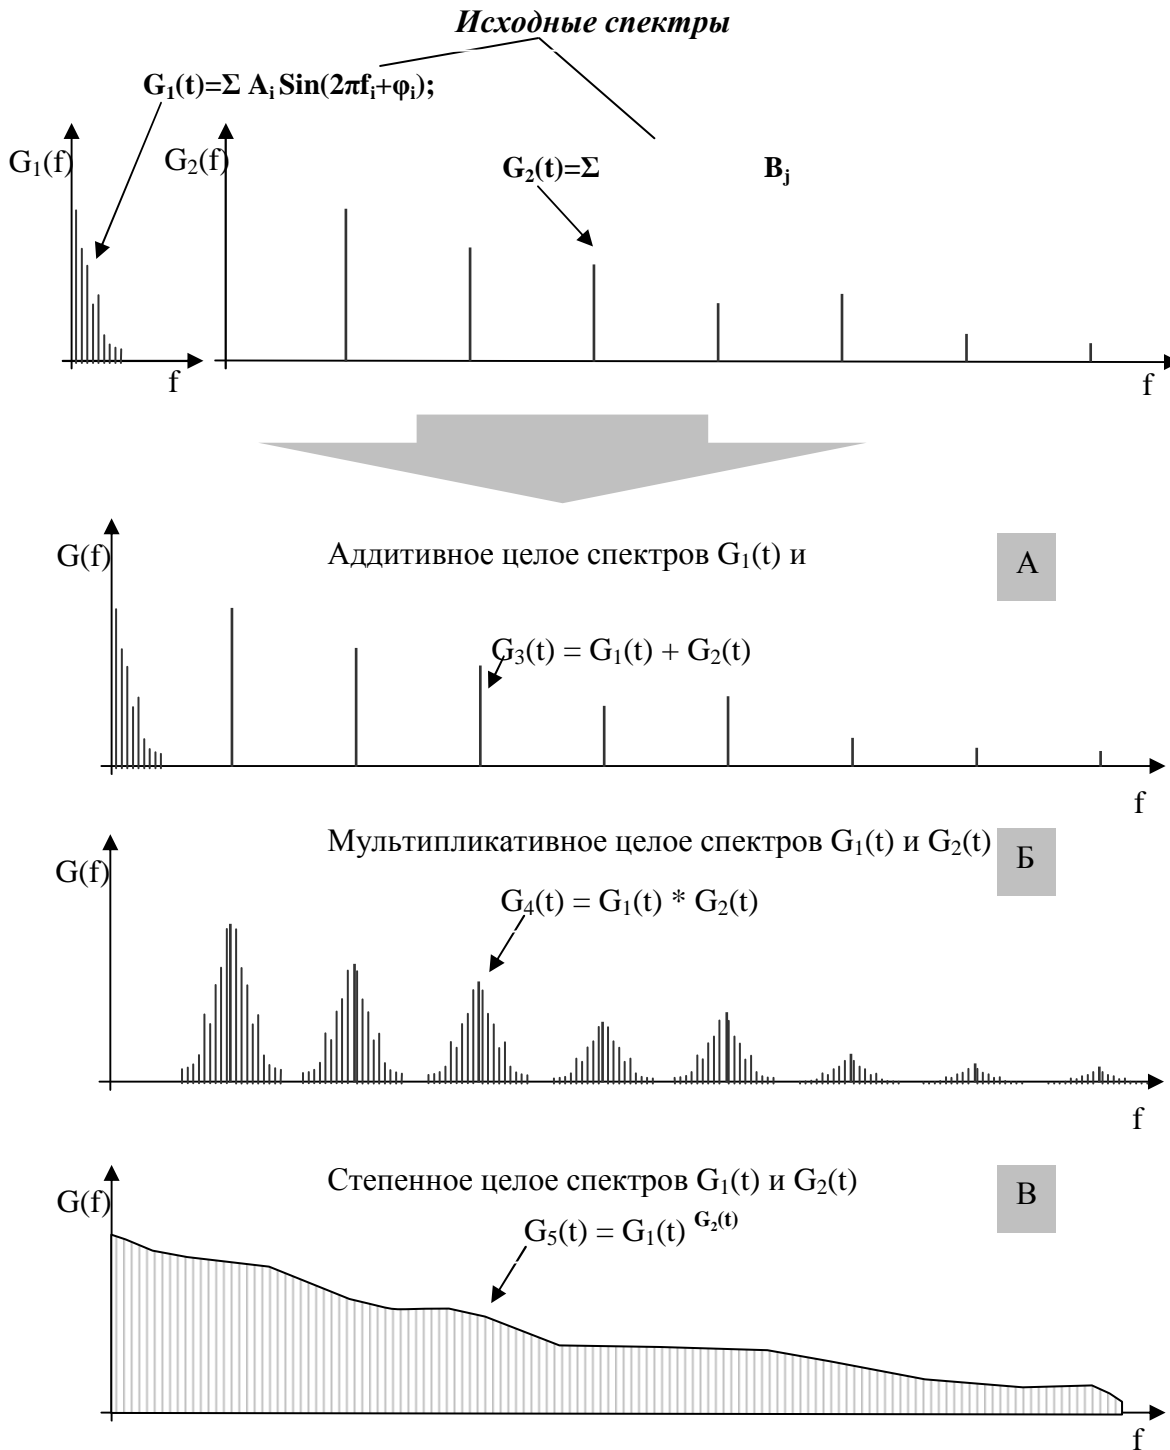 Исходные спектры
G₁(t)=Σ Aᵢ Sin(2πfᵢ+φᵢ);
G₁(f)
G₂(f)
G₂(t)=Σ Bⱼ
f
f
G(f)
Аддитивное целое спектров G₁(t) и
А
G₃(t) = G₁(t) + G₂(t)
f
Мультипликативное целое спектров G₁(t) и G₂(t)
Б
G(f)
G₄(t) = G₁(t) * G₂(t)
f
Степенное целое спектров G₁(t) и G₂(t)
В
G(f)
G₅(t) = G₁(t) ^G₂(t)
f